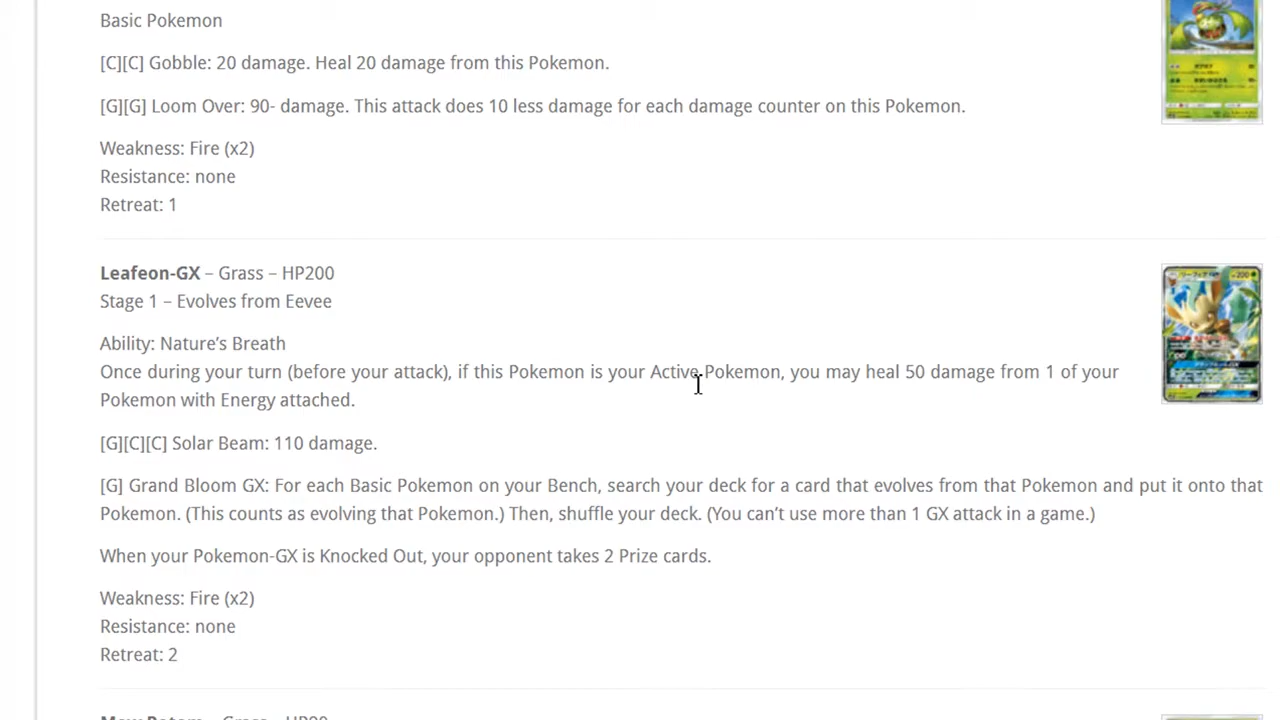 Basic Pokemon
[C][C] Gobble: 20 damage. Heal 20 damage from this Pokemon.
[G][G] Loom Over: 90- damage. This attack does 10 less damage for each damage counter on this Pokemon.
Weakness: Fire (x2)
Resistance: none
Retreat: 1
Leafeon-GX – Grass – HP200
Stage 1 – Evolves from Eevee
Ability: Nature’s Breath
Once during your turn (before your attack), if this Pokemon is your Active Pokemon, you may heal 50 damage from 1 of your
Pokemon with Energy attached.
[G][C][C] Solar Beam: 110 damage.
[G] Grand Bloom GX: For each Basic Pokemon on your Bench, search your deck for a card that evolves from that Pokemon and put it onto that
Pokemon. (This counts as evolving that Pokemon.) Then, shuffle your deck. (You can’t use more than 1 GX attack in a game.)
When your Pokemon-GX is Knocked Out, your opponent takes 2 Prize cards.
Weakness: Fire (x2)
Resistance: none
Retreat: 2